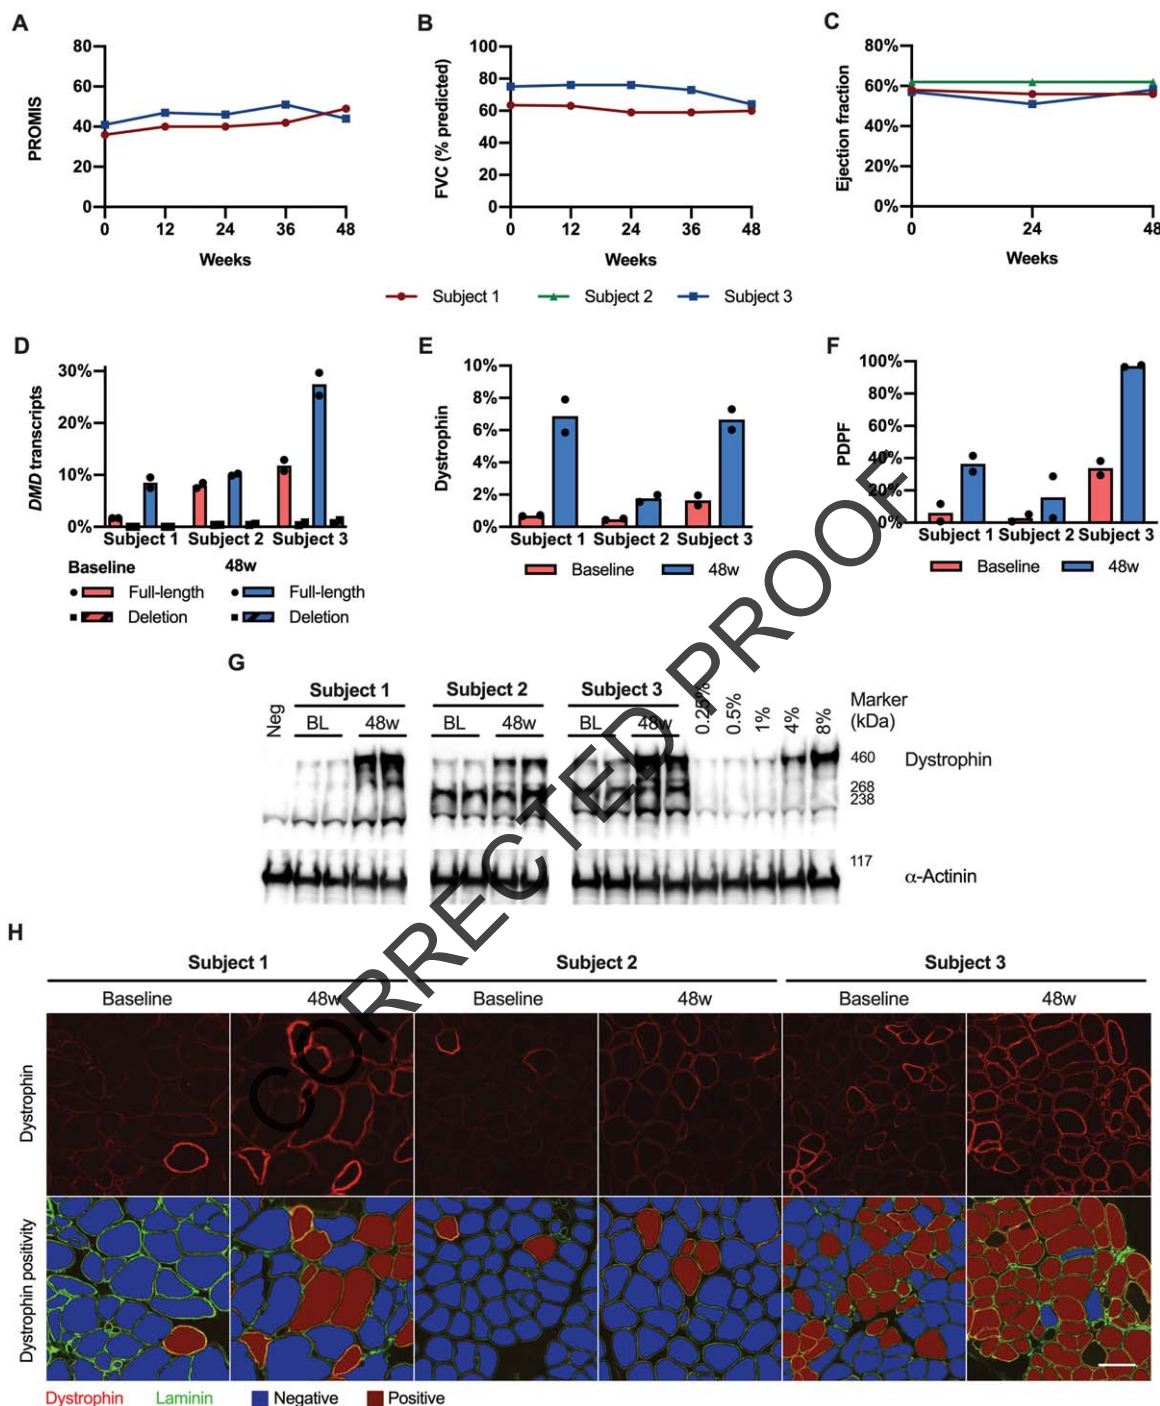 A
B
C
80
60
40
20
0
PROMIS
0 12 24 36 48
Weeks
100
80
60
40
20
0
FVC (% predicted)
0 12 24 36 48
Weeks
80%
60%
40%
20%
0%
Ejection fraction
0 24 48
Weeks
Subject 1 Subject 2 Subject 3
D
E
F
30%
20%
10%
0%
DMD transcripts
Subject 1 Subject 2 Subject 3
Baseline 48w
Full-length Full-length
Deletion Deletion
10%
8%
6%
4%
2%
0%
Dystrophin
Subject 1 Subject 2 Subject 3
Baseline 48w
100%
80%
60%
40%
20%
0%
PDPF
Subject 1 Subject 2 Subject 3
Baseline 48w
G
Subject 1 Subject 2 Subject 3
Neg BL 48w BL 48w BL 48w 0.25% 0.5% 1% 4% 8%
Marker
(kDa)
460 Dystrophin
268
238
117
α-Actinin
H
Subject 1 Subject 2 Subject 3
Baseline 48w Baseline 48w Baseline 48w
Dystrophin
Dystrophin positivity
Dystrophin Laminin Negative Positive
CORRECTED PROOF